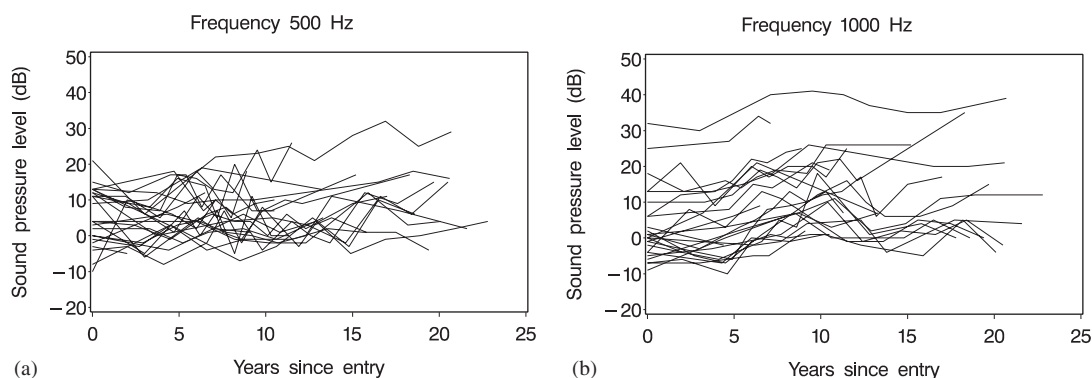 Frequency 500 Hz
Sound pressure level (dB)
50
40
30
20
10
0
−10
−20
0 5 10 15 20 25
Years since entry
(a)
Frequency 1000 Hz
Sound pressure level (dB)
50
40
30
20
10
0
−10
−20
0 5 10 15 20 25
Years since entry
(b)